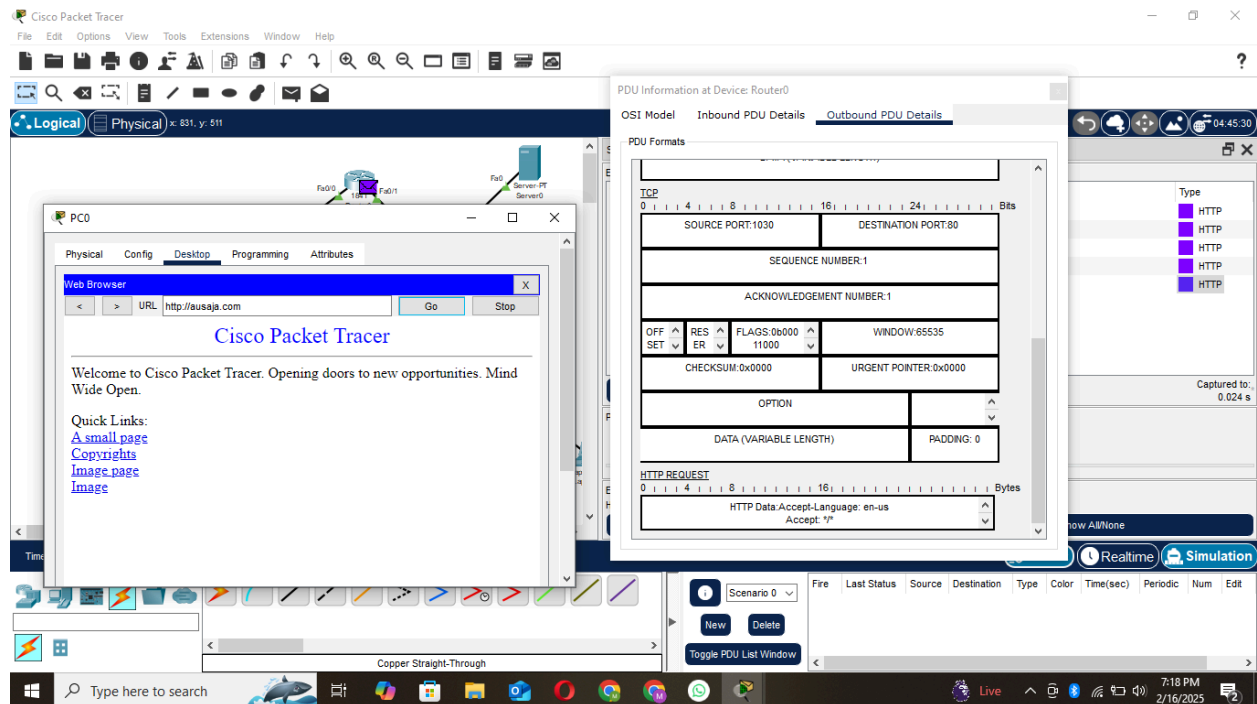 Cisco Packet Tracer
File Edit Options View Tools Extensions Window Help
?
Logical Physical x: 831, y: 511
04:45:30
Fa0/0
Fa0/1
Fa0
Server-PT
Server0
PC0
Physical Config Desktop Programming Attributes
Web Browser X
< > URL http://ausaja.com Go Stop
Cisco Packet Tracer
Welcome to Cisco Packet Tracer. Opening doors to new opportunities. Mind
Wide Open.
Quick Links:
A small page
Copyrights
Image page
Image
PDU Information at Device: Router0
OSI Model Inbound PDU Details Outbound PDU Details
PDU Formats
TCP
0 4 8 16 24 Bits
SOURCE PORT:1030 DESTINATION PORT:80
SEQUENCE NUMBER:1
ACKNOWLEDGEMENT NUMBER:1
OFF RES FLAGS:0b000 WINDOW:65535
SET ER 11000
CHECKSUM:0x0000 URGENT POINTER:0x0000
OPTION
DATA (VARIABLE LENGTH) PADDING: 0
HTTP REQUEST
0 4 8 16 Bytes
HTTP Data:Accept-Language: en-us
Accept: */*
Type
HTTP
HTTP
HTTP
HTTP
HTTP
Captured to:
0.024 s
how All/None
Time
Realtime Simulation
Scenario 0
New Delete
Toggle PDU List Window
Fire Last Status Source Destination Type Color Time(sec) Periodic Num Edit
Copper Straight-Through
Type here to search
Live
7:18 PM
2/16/2025
2